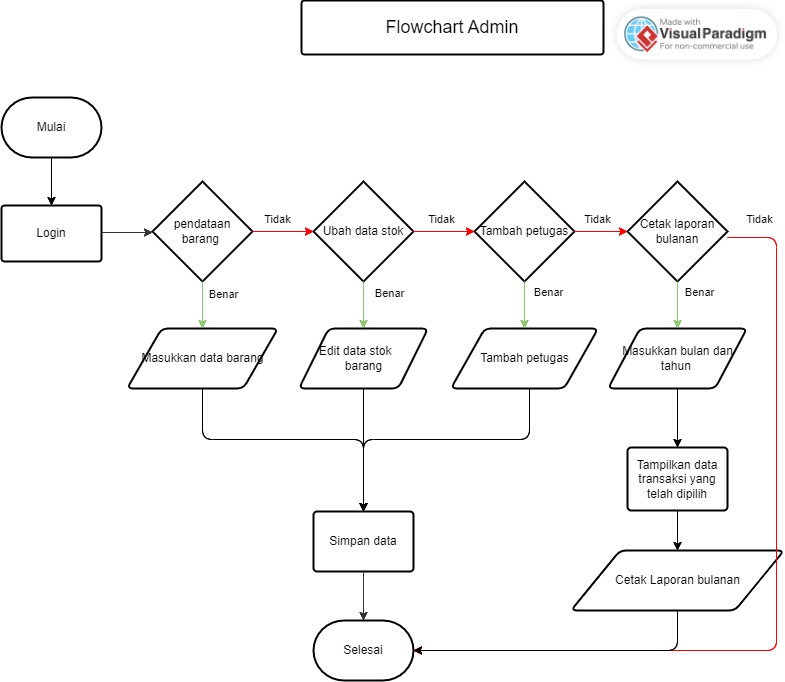 Flowchart Admin
Made with
VisualParadigm
For non-commercial use
Mulai
Login
pendataan
barang
Tidak
Ubah data stok
Tidak
Tambah petugas
Tidak
Cetak laporan
bulanan
Tidak
Benar
Benar
Benar
Benar
Masukkan data barang
Edit data stok
barang
Tambah petugas
Masukkan bulan dan
tahun
Tampilkan data
transaksi yang
telah dipilih
Simpan data
Cetak Laporan bulanan
Selesai